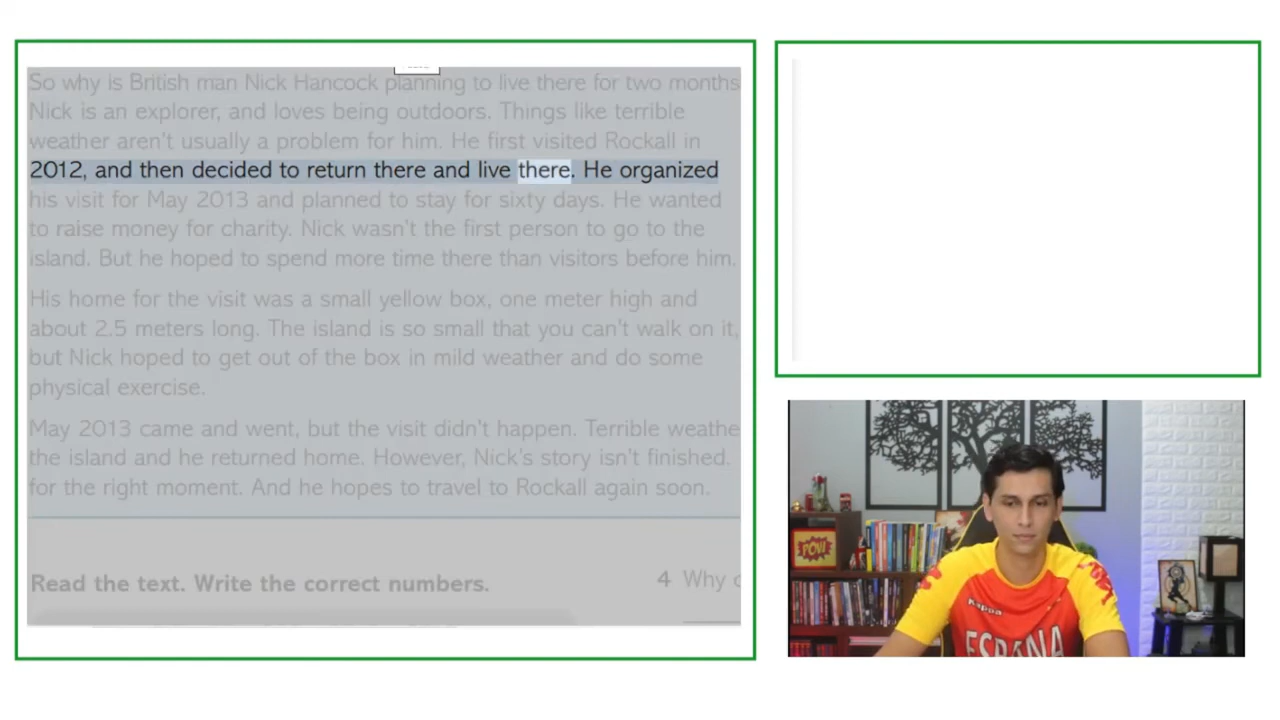 So why is British man Nick Hancock planning to live there for two months
Nick is an explorer, and loves being outdoors. Things like terrible
weather aren't usually a problem for him. He first visited Rockall in
2012, and then decided to return there and live there. He organized
his visit for May 2013 and planned to stay for sixty days. He wanted
to raise money for charity. Nick wasn't the first person to go to the
island. But he hoped to spend more time there than visitors before him.
His home for the visit was a small yellow box, one meter high and
about 2.5 meters long. The island is so small that you can't walk on it,
but Nick hoped to get out of the box in mild weather and do some
physical exercise.
May 2013 came and went, but the visit didn't happen. Terrible weathe
the island and he returned home. However, Nick's story isn't finished.
for the right moment. And he hopes to travel to Rockall again soon.
Read the text. Write the correct numbers.
4 Why
POW!
Kappa
ESPAÑA